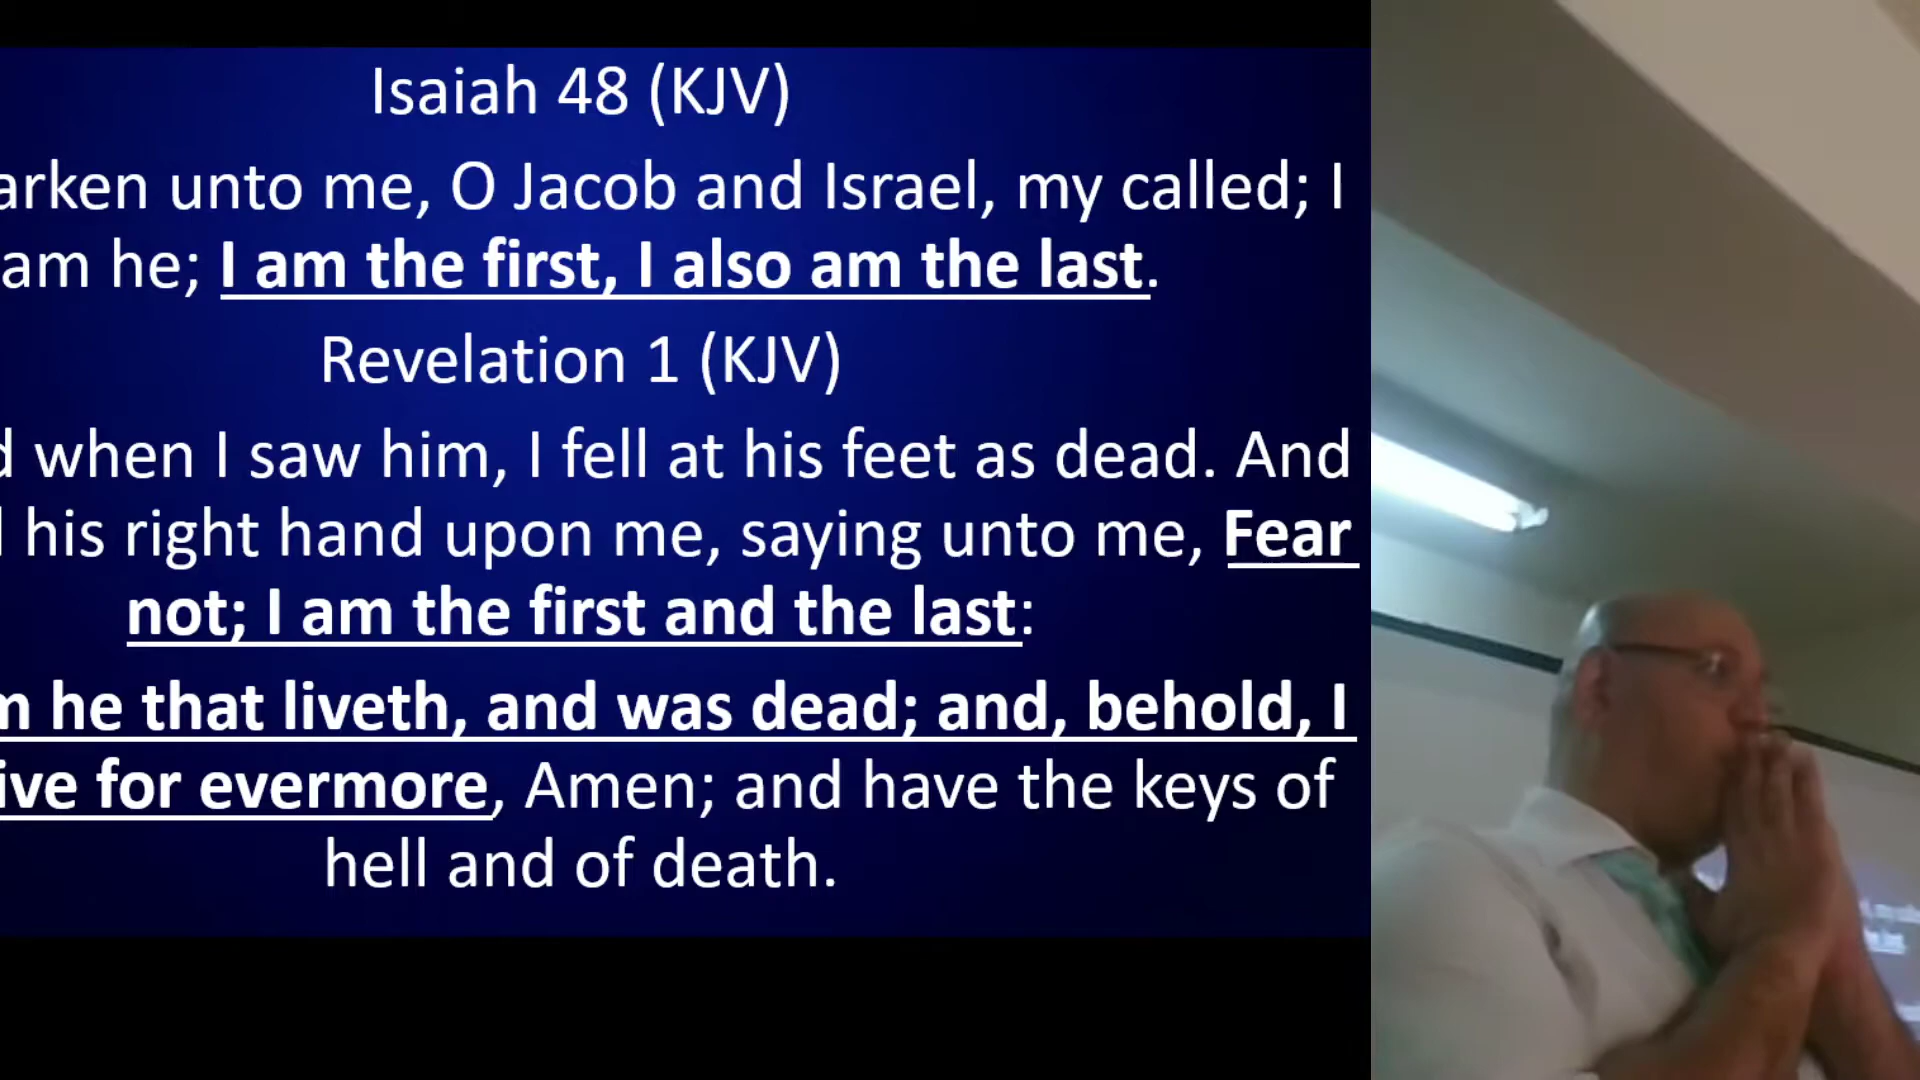 Isaiah 48 (KJV)
arken unto me, O Jacob and Israel, my called; I
am he; I am the first, I also am the last.
Revelation 1 (KJV)
d when I saw him, I fell at his feet as dead. And
his right hand upon me, saying unto me, Fear
not; I am the first and the last:
he that liveth, and was dead; and, behold, I
ive for evermore, Amen; and have the keys of
hell and of death.